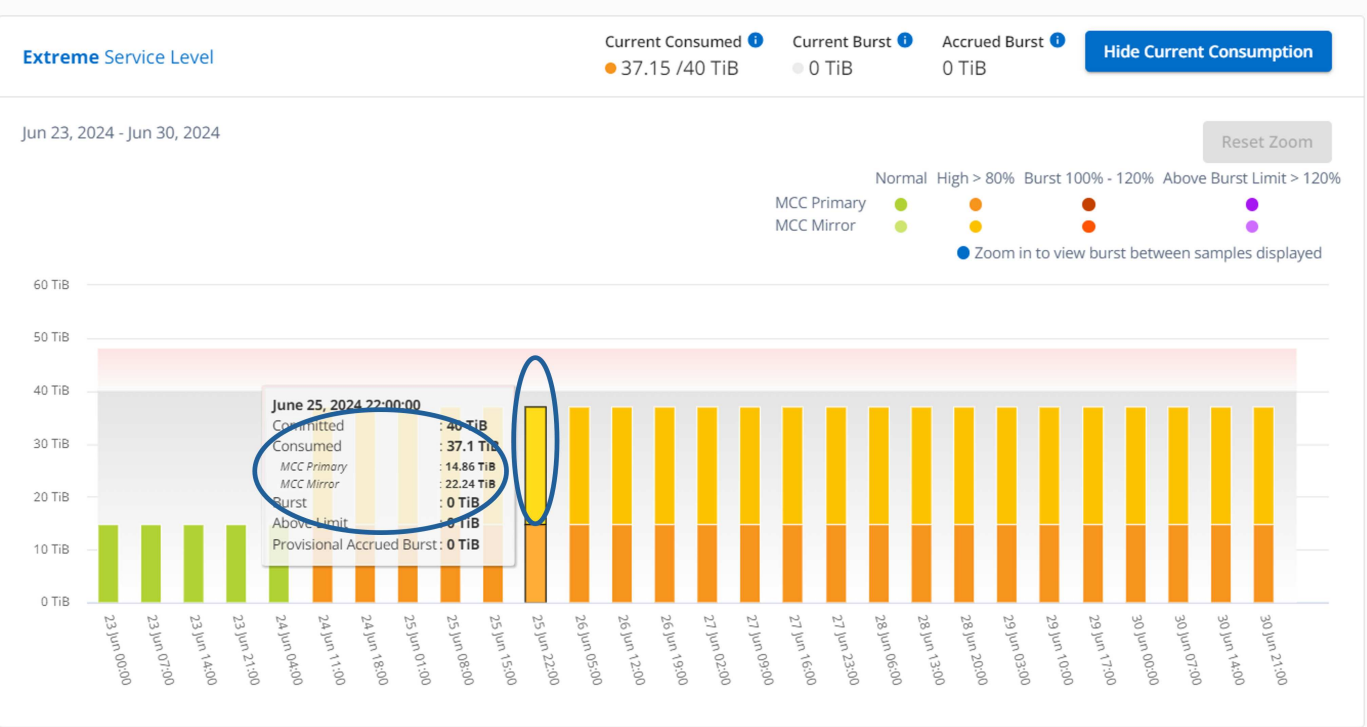 Extreme Service Level
Current Consumed
37.15 /40 TiB
Current Burst
0 TiB
Accrued Burst
0 TiB
Hide Current Consumption
Jun 23, 2024 - Jun 30, 2024
Reset Zoom
Normal High > 80% Burst 100% - 120% Above Burst Limit > 120%
MCC Primary
MCC Mirror
Zoom in to view burst between samples displayed
60 TiB
50 TiB
40 TiB
30 TiB
20 TiB
10 TiB
0 TiB
June 25, 2024 22:00:00
Committed : 40 TiB
Consumed : 37.1 TiB
MCC Primary : 14.86 TiB
MCC Mirror : 22.24 TiB
Burst : 0 TiB
Above Limit : 0 TiB
Provisional Accrued Burst : 0 TiB
23 Jun 00:00
23 Jun 07:00
23 Jun 14:00
23 Jun 21:00
24 Jun 04:00
24 Jun 11:00
24 Jun 18:00
25 Jun 01:00
25 Jun 08:00
25 Jun 15:00
25 Jun 22:00
26 Jun 05:00
26 Jun 12:00
26 Jun 19:00
27 Jun 02:00
27 Jun 09:00
27 Jun 16:00
27 Jun 23:00
28 Jun 06:00
28 Jun 13:00
28 Jun 20:00
29 Jun 03:00
29 Jun 10:00
29 Jun 17:00
30 Jun 00:00
30 Jun 07:00
30 Jun 14:00
30 Jun 21:00